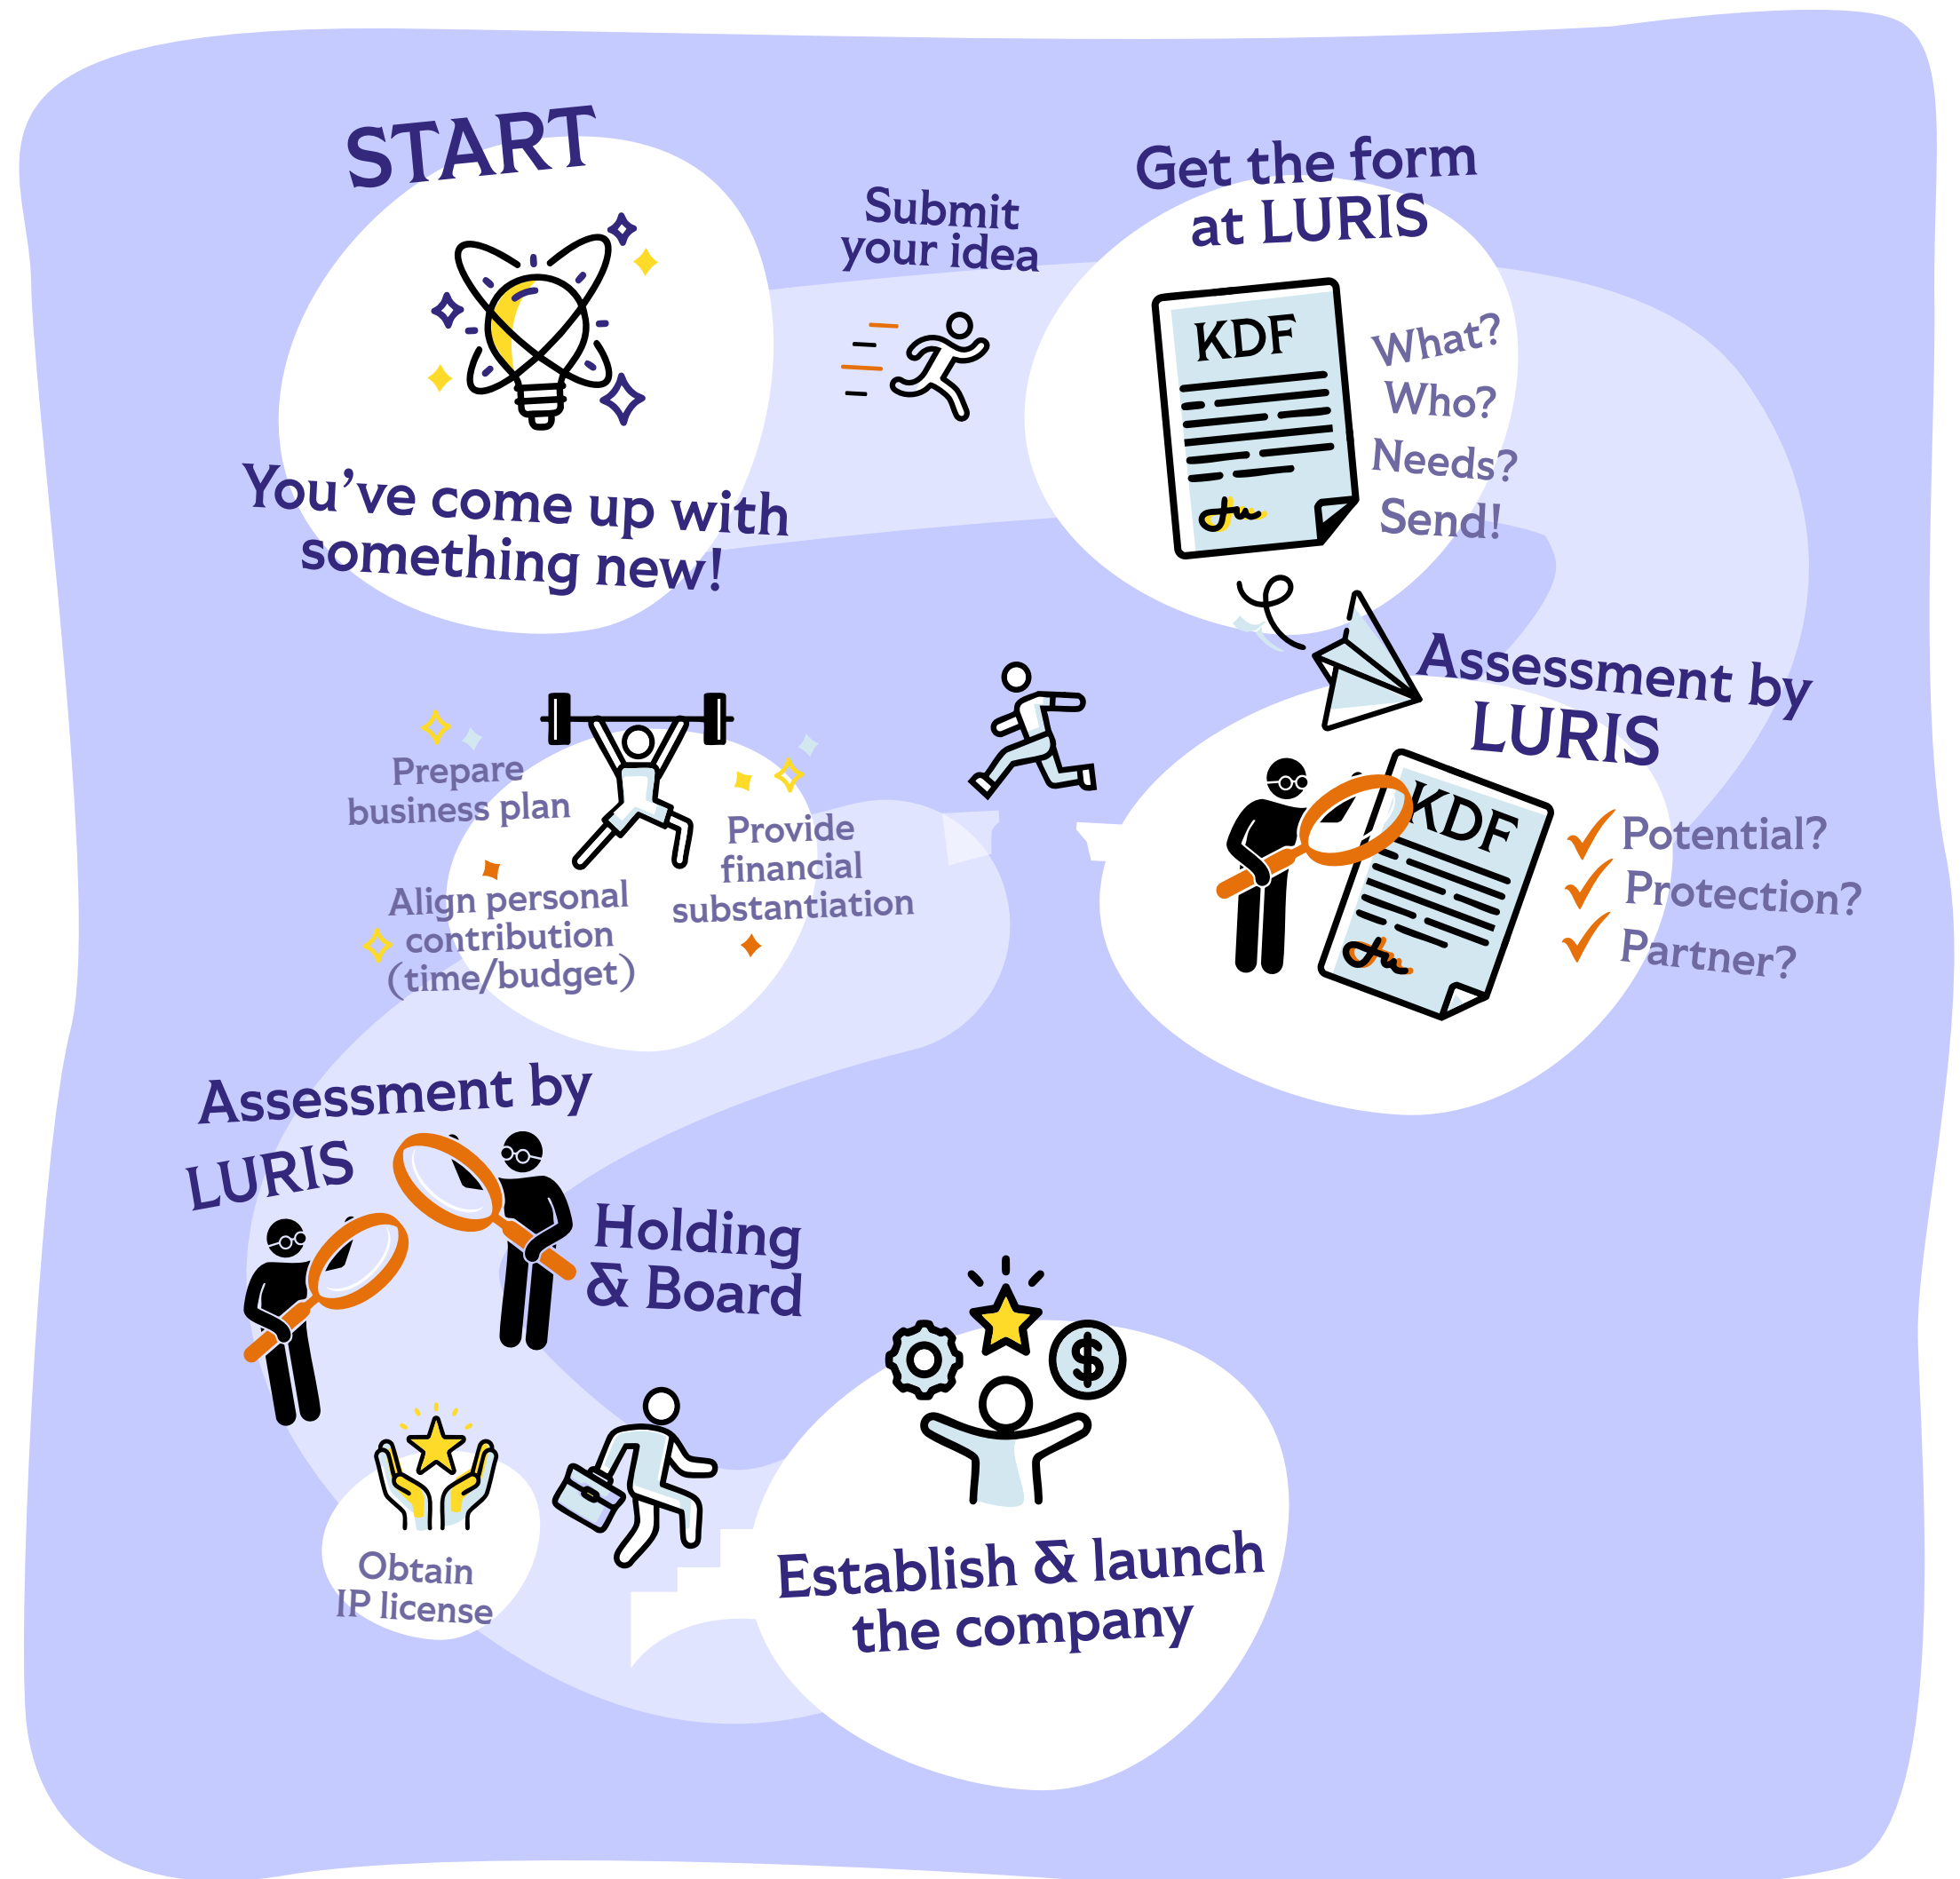 START
You've come up with
something new!
Submit
your idea
Get the form
at LURIS
KDF
What?
Who?
Needs?
Send!
Assessment by
LURIS
KDF
Potential?
Protection?
Partner?
Prepare
business plan
Provide
financial
substantiation
Align personal
contribution
(time/budget)
Assessment by
LURIS
Holding
& Board
Obtain
IP license
$
Establish & launch
the company